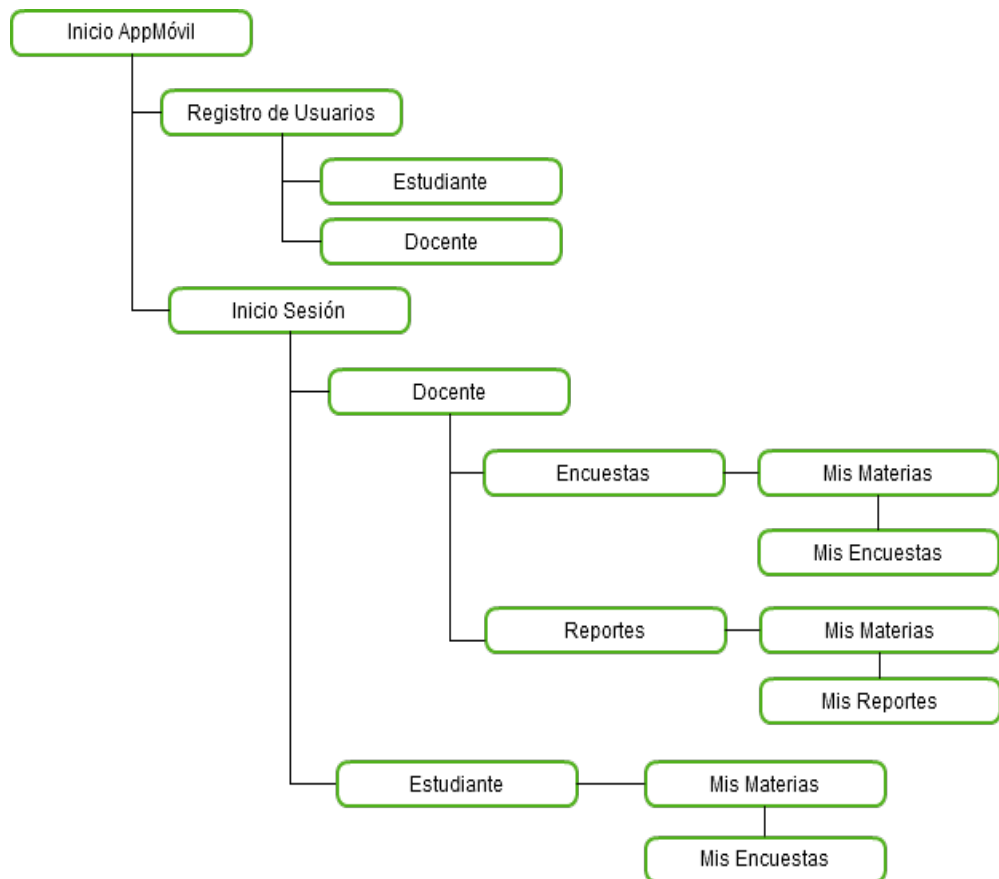 Inicio AppMóvil
Registro de Usuarios
Estudiante
Docente
Inicio Sesión
Docente
Encuestas
Mis Materias
Mis Encuestas
Reportes
Mis Materias
Mis Reportes
Estudiante
Mis Materias
Mis Encuestas